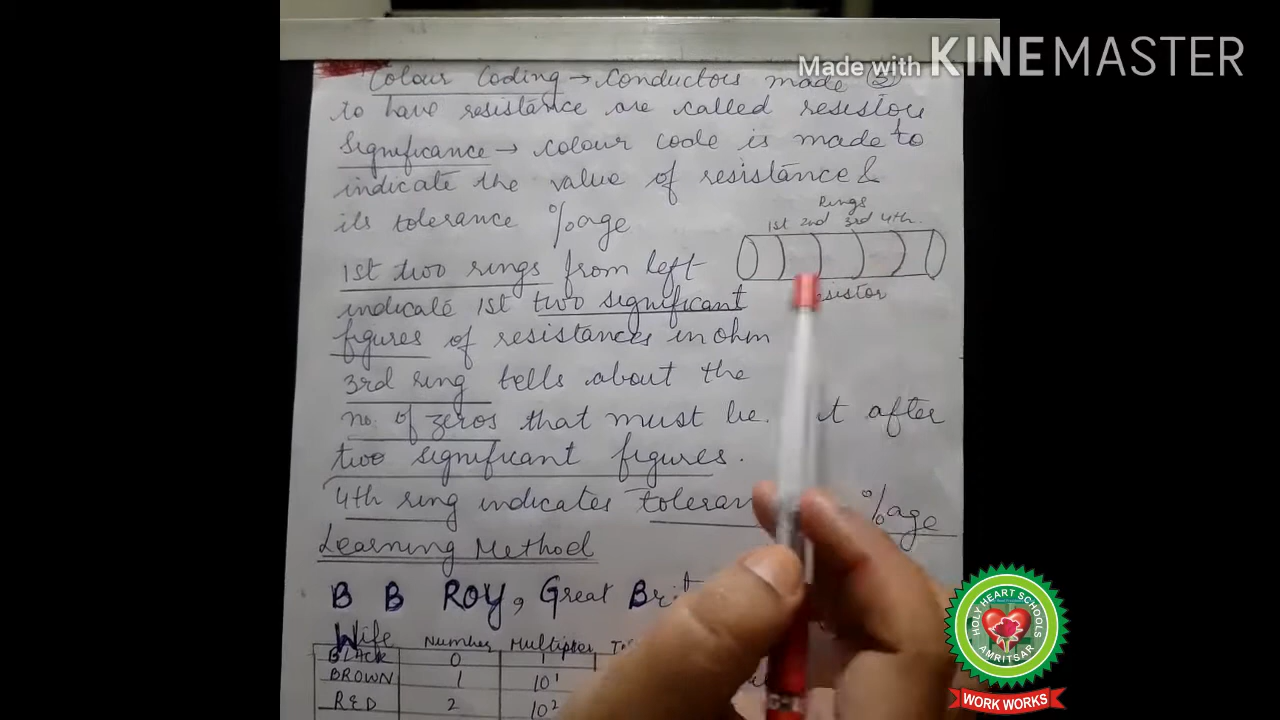 Made with KINEMASTER
Colour Coding → Conductors made
to have resistance are called resistors
Significance → colour code is made to
indicate the value of resistance &
its tolerance %age
Rings
1st 2nd 3rd 4th
1st two rings from left
esistor
indicate 1st two significant
figures of resistances in ohm
3rd ring tells about the
no. of zeros that must be t after
two significant figures.
4th ring indicates toleran %age
Learning Method
B B ROY, Great Brit
Wife
Number Multiplier
BLACK 0 1
BROWN 1 10¹
RED 2 10²
HOLY HEART SCHOOLS
AMRITSAR
WORK WORKS